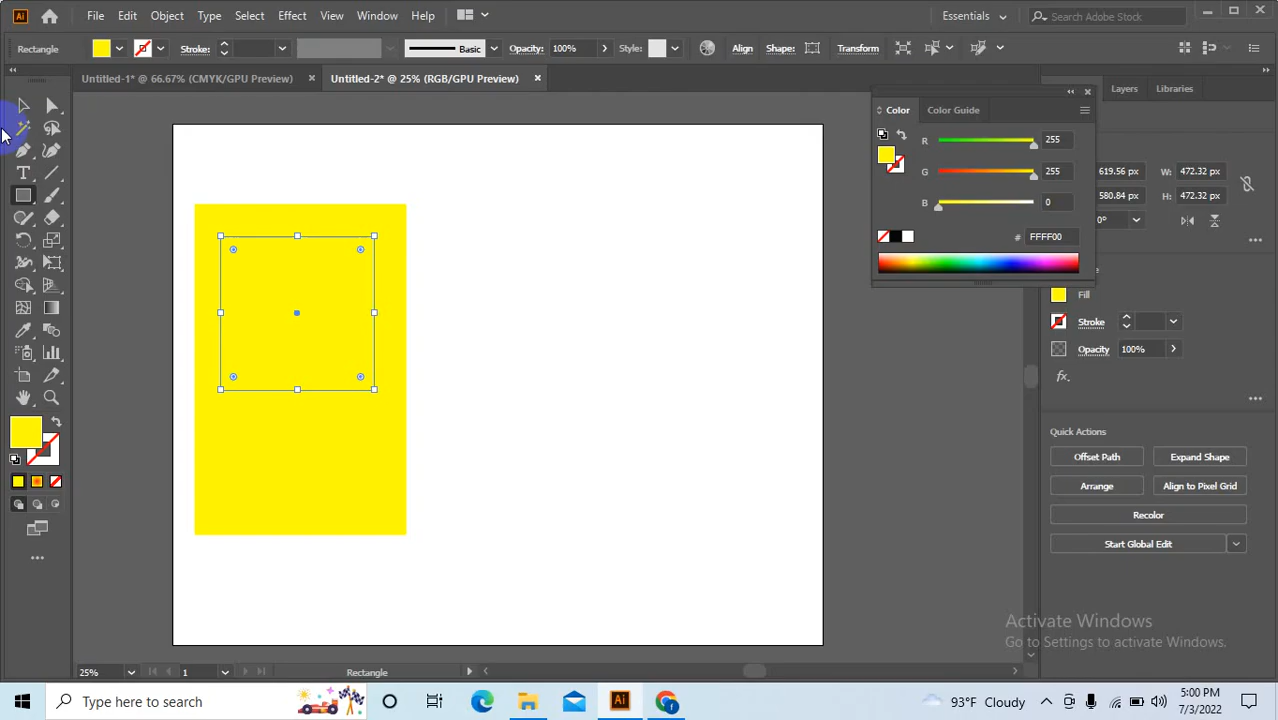 Ai File Edit Object Type Select Effect View Window Help Essentials Search Adobe Stock
Rectangle Stroke: Basic Opacity: 100% Style: Align Shape: Transform
Untitled-1* @ 66.67% (CMYK/GPU Preview) Untitled-2* @ 25% (RGB/GPU Preview) Layers Libraries
Color Color Guide
R 255
G 255
B 0
# FFFF00
619.56 px W: 472.32 px
580.84 px H: 472.32 px
0°
Fill
Stroke
Opacity 100%
fx.
Quick Actions
Offset Path Expand Shape
Arrange Align to Pixel Grid
Recolor
Start Global Edit
Activate Windows
Go to Settings to activate Windows.
25% 1 Rectangle
Type here to search Ai 93°F Cloudy 5:00 PM
7/3/2022